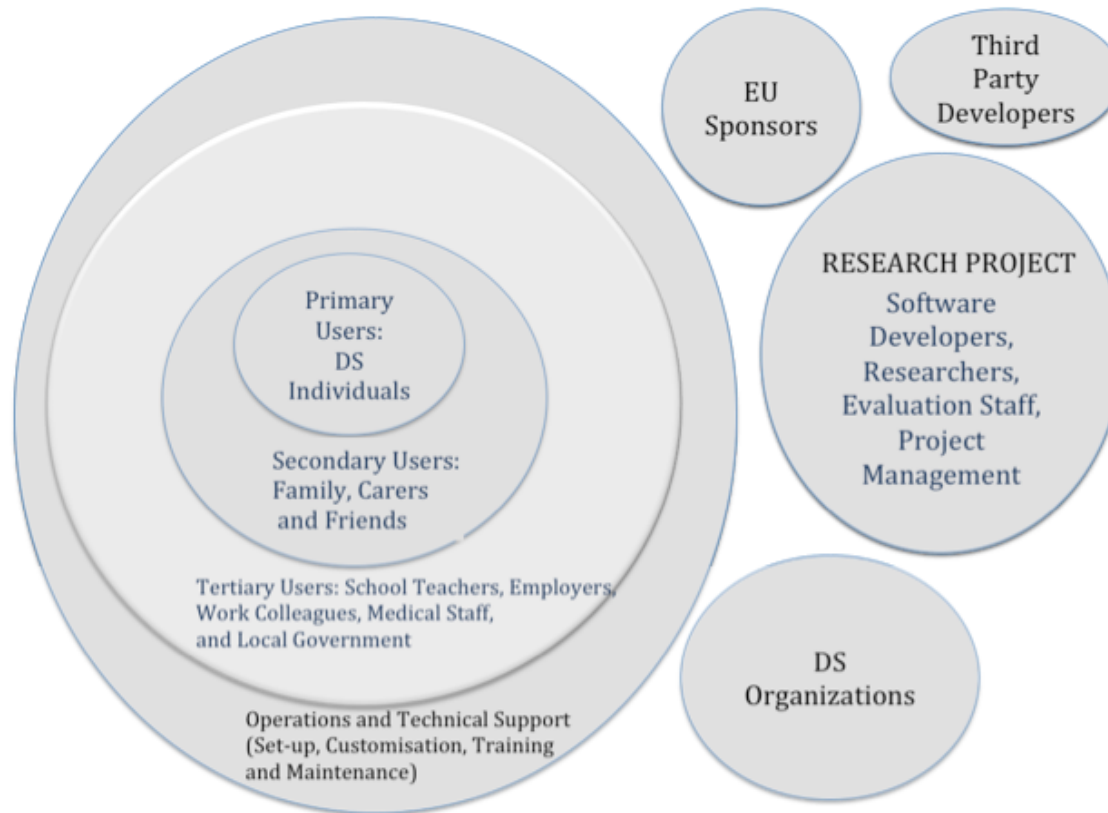 Primary
Users:
DS
Individuals
Secondary Users:
Family, Carers
and Friends
Tertiary Users: School Teachers, Employers,
Work Colleagues, Medical Staff,
and Local Government
Operations and Technical Support
(Set-up, Customisation, Training
and Maintenance)
EU
Sponsors
Third
Party
Developers
RESEARCH PROJECT
Software
Developers,
Researchers,
Evaluation Staff,
Project
Management
DS
Organizations